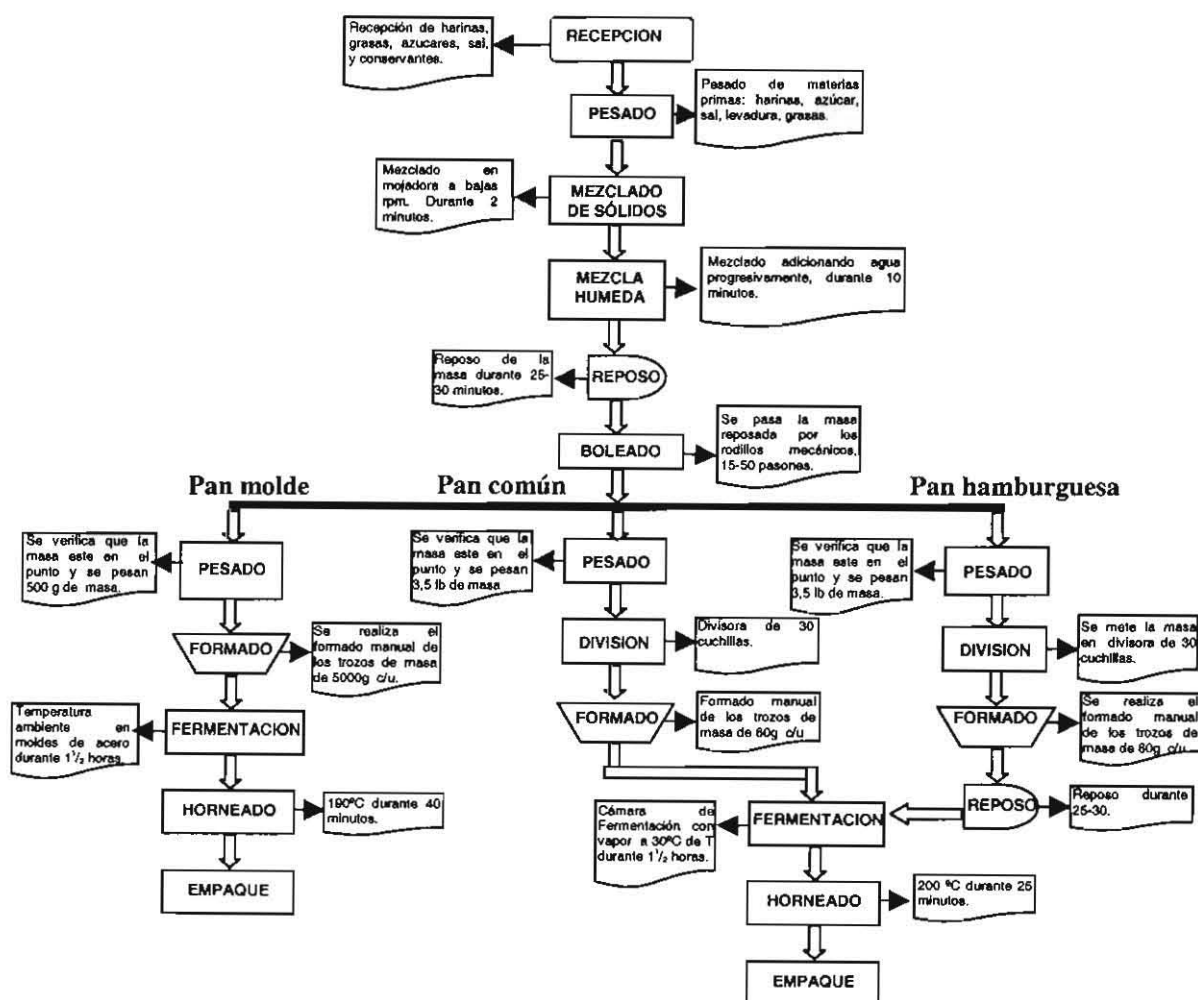 Recepción de harinas,
grasas, azucares, sal,
y conservantes.
RECEPCION
PESADO
Pesado de materias
primas: harinas, azúcar,
sal, levadura, grasas.
Mezclado en
mojadora a bajas
rpm. Durante 2
minutos.
MEZCLADO
DE SÓLIDOS
MEZCLA
HUMEDA
Mezclado adicionando agua
progresivamente, durante 10
minutos.
Reposo de la
masa durante 25-
30 minutos.
REPOSO
BOLEADO
Se pasa la masa
reposada por los
rodillos mecánicos,
15-50 pasones.
Pan molde
Pan común
Pan hamburguesa
Se verifica que la
masa este en el
punto y se pesan
500 g de masa.
PESADO
FORMADO
Se realiza el
formado manual de
los trozos de masa
de 5000g c/u.
Temperatura
ambiente en
moldes de acero
durante 1 1/2 horas.
FERMENTACION
HORNEADO
190ºC durante 40
minutos.
EMPAQUE
Se verifica que la
masa este en el
punto y se pesan
3,5 lb de masa
PESADO
DIVISION
Divisora de 30
cuchillas.
FORMADO
Formado manual
de los trozos de
masa de 60g c/u
Se verifica que la
masa este en el
punto y se pesan
3,5 lb de masa.
PESADO
DIVISION
Se mete la masa
en divisora de 30
cuchillas.
FORMADO
Se realiza el
formado manual
de los trozos de
masa de 60g c/u
REPOSO
Reposo durante
25-30.
Cámara de
Fermentación con
vapor a 30ºC de T
durante 1 1/2 horas.
FERMENTACION
HORNEADO
200 ºC durante 25
minutos.
EMPAQUE